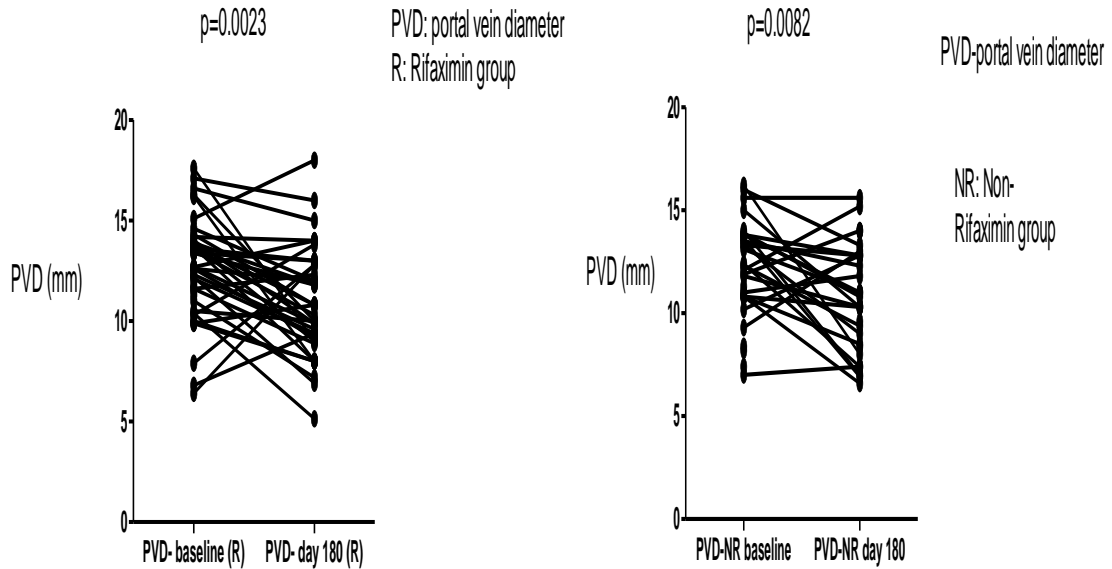 p=0.0023
PVD: portal vein diameter
R: Rifaximin group
20
15
10
5
0
PVD (mm)
PVD- baseline (R)
PVD- day 180 (R)
p=0.0082
PVD-portal vein diameter
NR: Non-
Rifaximin group
20
15
10
5
0
PVD (mm)
PVD-NR baseline
PVD-NR day 180